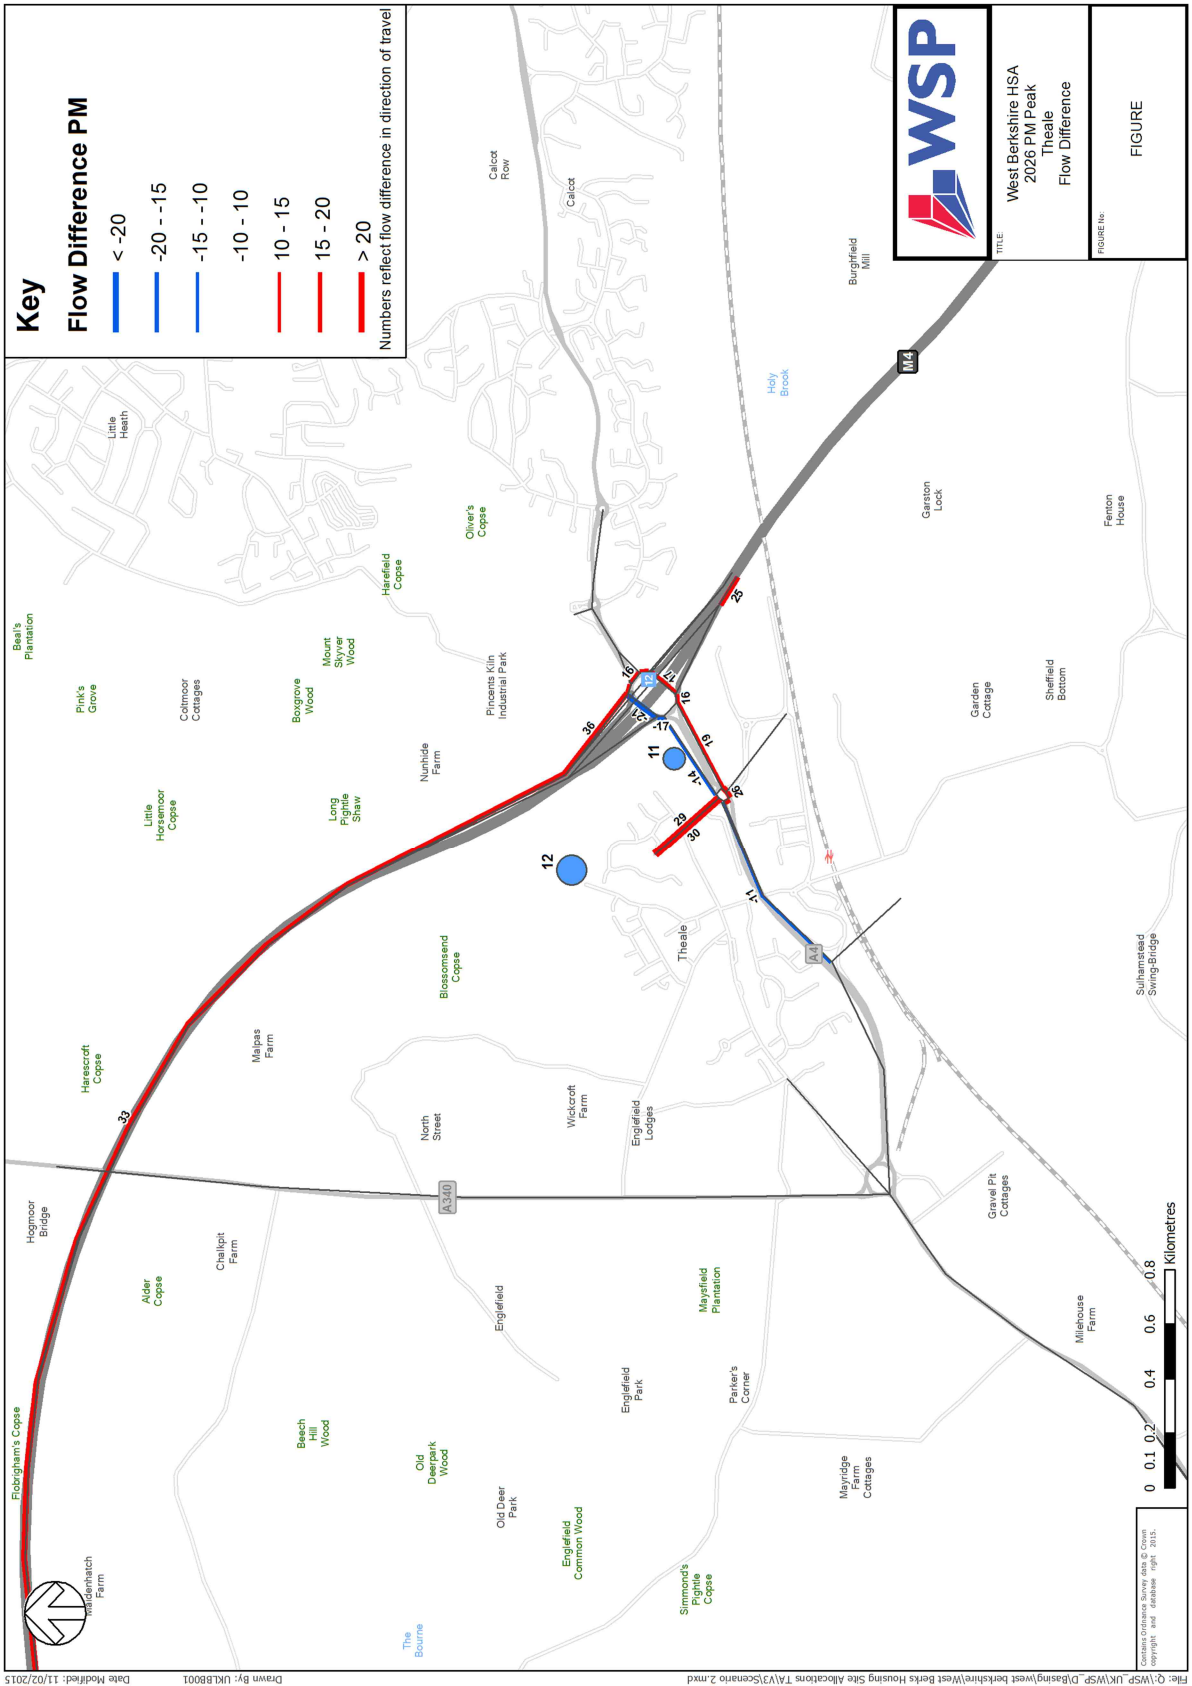 Key
Flow Difference PM
< -20
-20 - -15
-15 - -10
-10 - 10
10 - 15
15 - 20
> 20
Numbers reflect flow difference in direction of travel
WSP
TITLE:
West Berkshire HSA
2026 PM Peak
Theale
Flow Difference
FIGURE No:
FIGURE
Flobrigham's Copse
Maidenhatch
Farm
Hogmoor
Bridge
Alder
Copse
Chalkpit
Farm
Beech
Hill
Wood
Old
Deerpark
Wood
Old Deer
Park
The
Bourne
Englefield
Common Wood
Simmond's
Pightle
Copse
Englefield
Englefield
Park
Maysfield
Plantation
Parker's
Corner
Mayridge
Farm
Cottages
Milehouse
Farm
Gravel Pit
Cottages
A340
North
Street
Wickcroft
Farm
Englefield
Lodges
Harescroft
Copse
Malpas
Farm
Blossomsend
Copse
Theale
A4
Sulhamstead
Swing-Bridge
Little
Horsemoor
Copse
Long
Pightle
Shaw
Nunhide
Farm
Pincents Kiln
Industrial Park
Beal's
Plantation
Pink's
Grove
Coltmoor
Cottages
Boxgrove
Wood
Mount
Skyver
Wood
Harefield
Copse
Oliver's
Copse
Little
Heath
Calcot
Row
Calcot
Burghfield
Mill
Holy
Brook
M4
Garston
Lock
Fenton
House
Garden
Cottage
Sheffield
Bottom
33
36
16
12
17
16
-21
-17
25
19
-14
26
29
30
-11
11
12
0 0.1 0.2 0.4 0.6 0.8
Kilometres
Contains Ordnance Survey data © Crown
copyright and database right 2015.
File: Q:\WSP_UK\WSP_D\Basing\west berkshire\West Berks Housing Site Allocations TA\V3\Scenario 2.mxd
Drawn By: UKLBB001
Date Modified: 11/02/2015